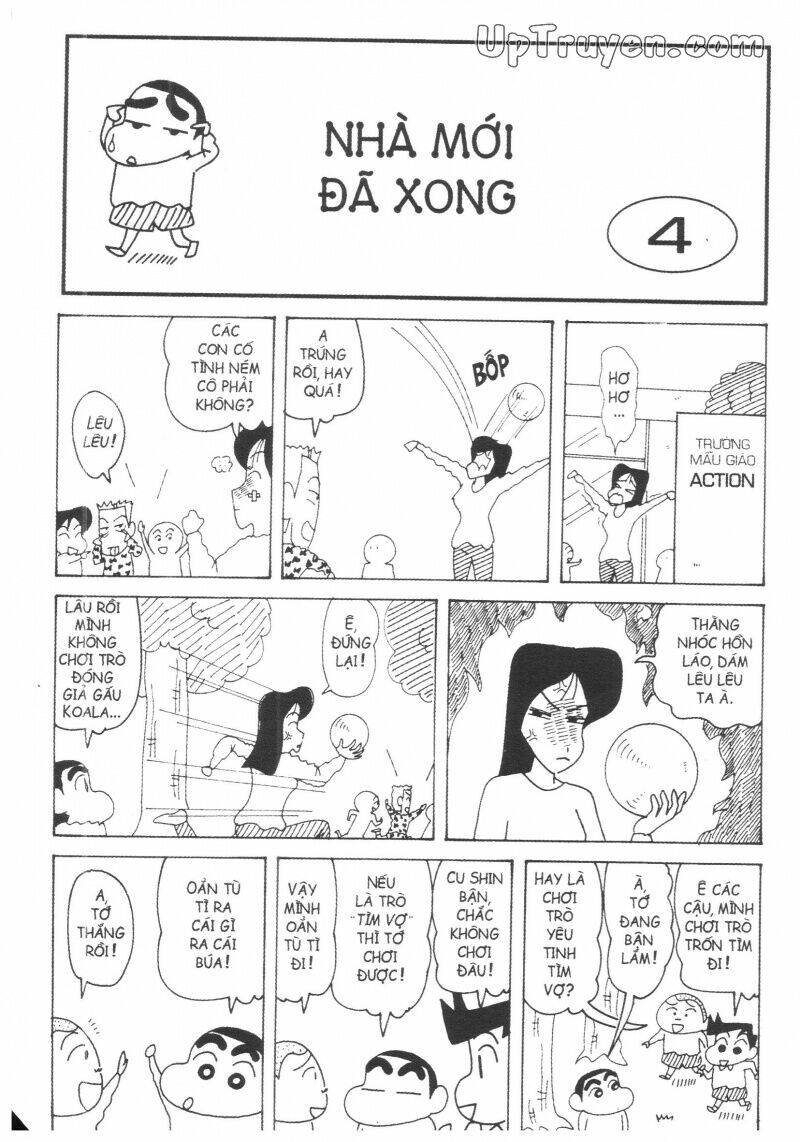 UpTruyen.com
NHÀ MỚI
ĐÃ XONG
4
HƠ
HƠ
...
TRƯỜNG
MẪU GIÁO
ACTION
BỐP
A
TRÚNG
RỒI, HAY
QUÁ!
CÁC
CON CỐ
TÌNH NÉM
CÔ PHẢI
KHÔNG?
LÊU
LÊU!
THẰNG
NHÓC HỖN
LÁO, DÁM
LÊU LÊU
TA À.
Ê,
ĐỨNG
LẠI!
LÂU RỒI
MÌNH
KHÔNG
CHƠI TRÒ
ĐÓNG
GIẢ GẤU
KOALA...
Ê CÁC
CẬU, MÌNH
CHƠI TRÒ
TRỐN TÌM
ĐI!
À, TỚ
ĐANG
BẬN
LẮM!
HAY LÀ
CHƠI
TRÒ
YÊU
TINH
TÌM
VỢ?
CU SHIN
BẬN,
CHẮC
KHÔNG
CHƠI
ĐÂU!
NẾU
LÀ TRÒ
"TÌM VỢ"
THÌ TỚ
CHƠI
ĐƯỢC!
VẬY
MÌNH
OẲN
TÙ TÌ
ĐI!
OẲN TÙ
TÌ RA
CÁI GÌ
RA CÁI
BÚA!
A,
TỚ
THẮNG
RỒI!